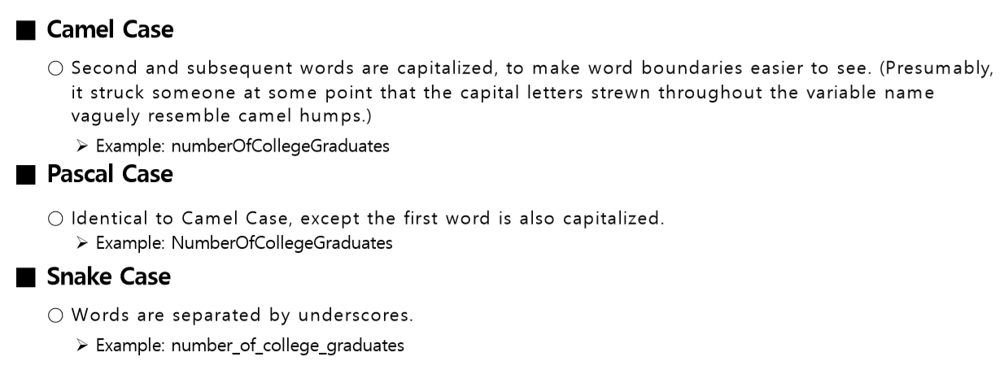 ■ Camel Case
○ Second and subsequent words are capitalized, to make word boundaries easier to see. (Presumably,
it struck someone at some point that the capital letters strewn throughout the variable name
vaguely resemble camel humps.)
➢ Example: numberOfCollegeGraduates
■ Pascal Case
○ Identical to Camel Case, except the first word is also capitalized.
➢ Example: NumberOfCollegeGraduates
■ Snake Case
○ Words are separated by underscores.
➢ Example: number_of_college_graduates